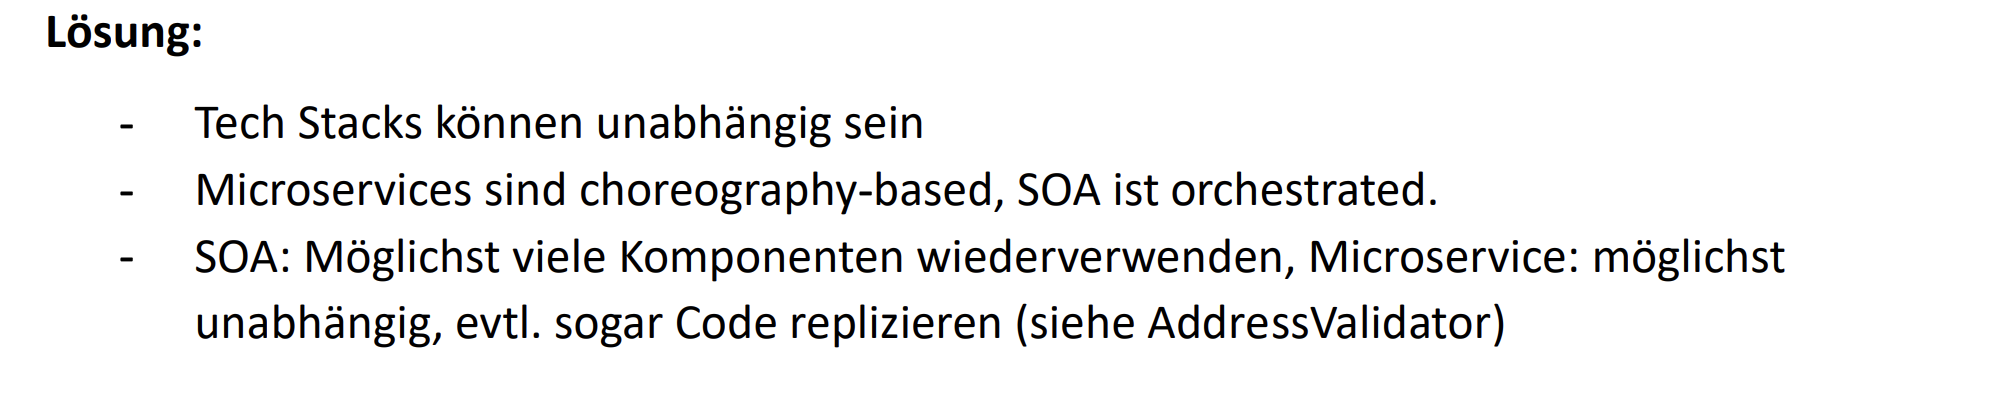 Lösung:
- Tech Stacks können unabhängig sein
- Microservices sind choreography-based, SOA ist orchestrated.
- SOA: Möglichst viele Komponenten wiederverwenden, Microservice: möglichst
unabhängig, evtl. sogar Code replizieren (siehe AddressValidator)